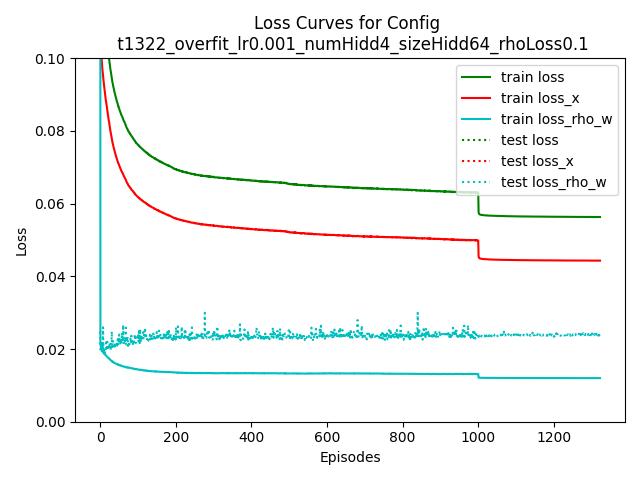 Loss Curves for Config
t1322_overfit_lr0.001_numHidd4_sizeHidd64_rhoLoss0.1
0.10
0.08
0.06
0.04
0.02
0.00
Loss
train loss
train loss_x
train loss_rho_w
test loss
test loss_x
test loss_rho_w
0
200
400
600
800
1000
1200
Episodes